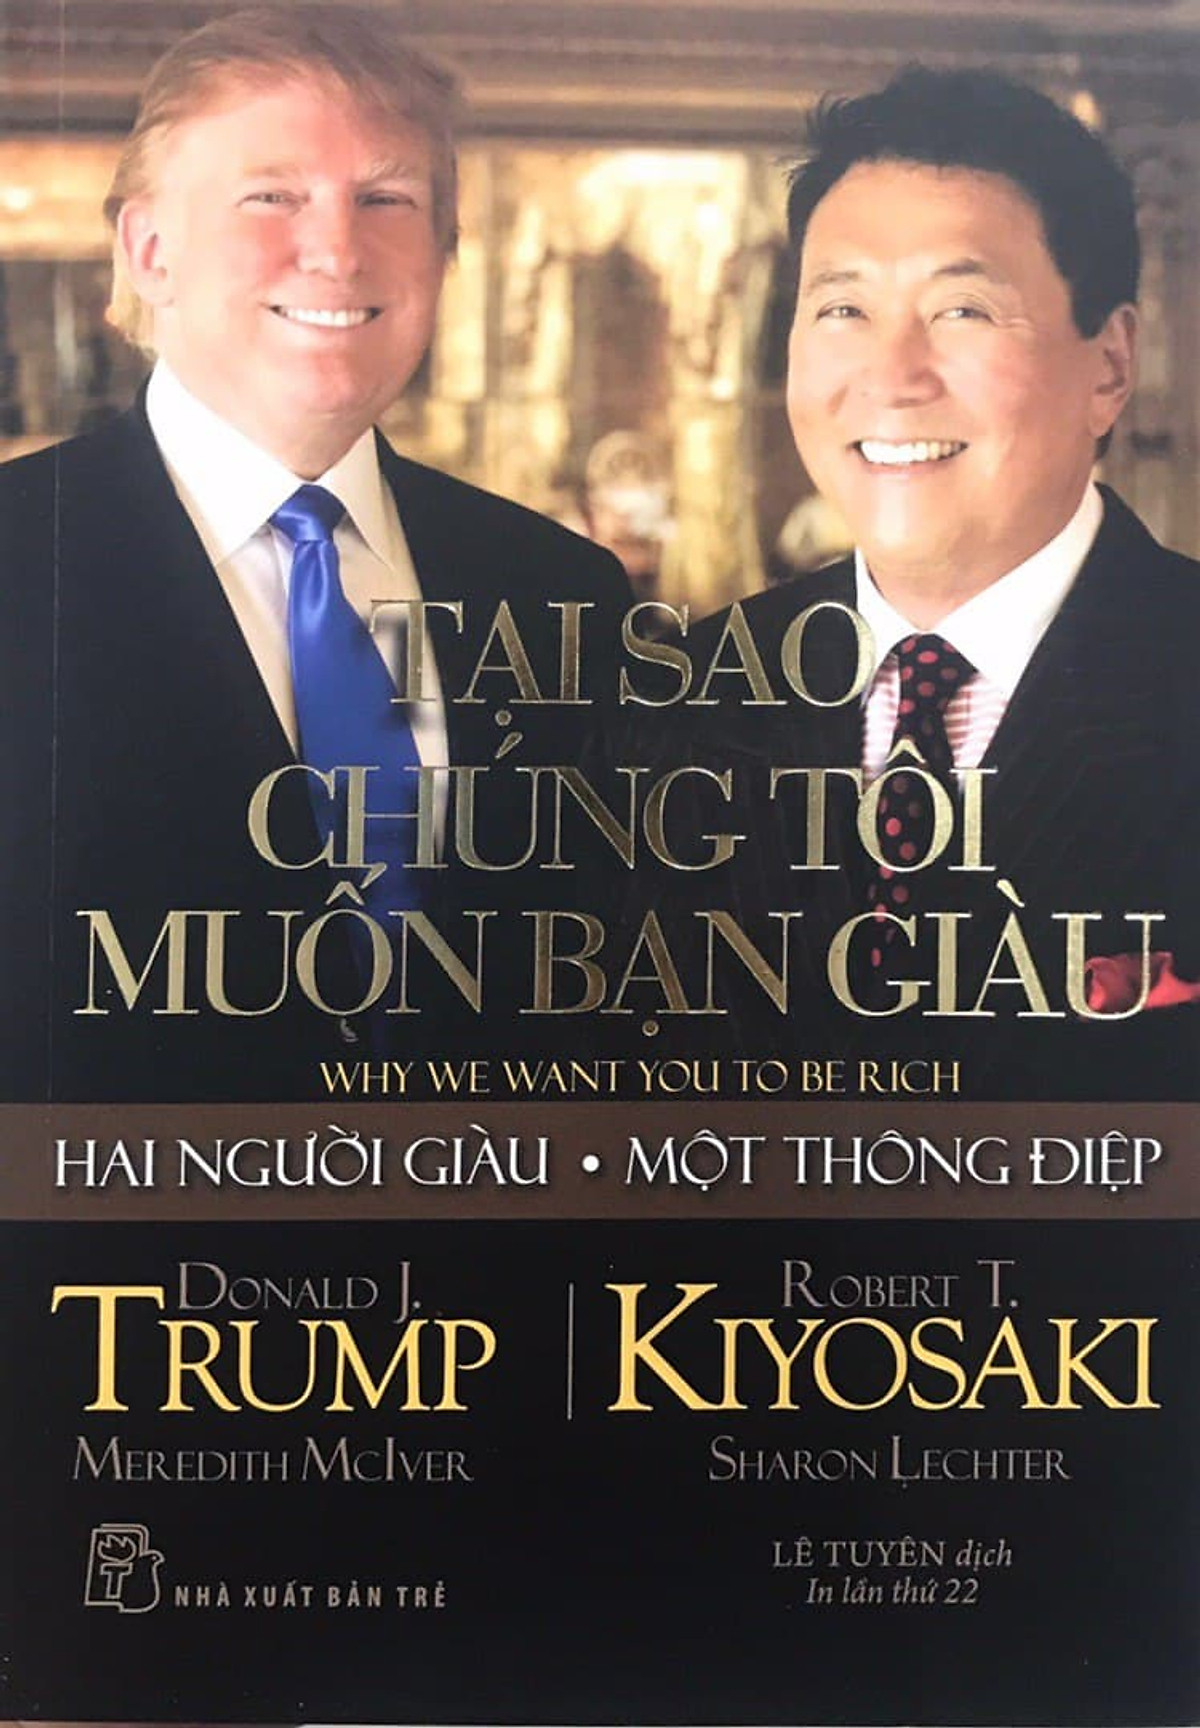 TẠI SAO
CHÚNG TÔI
MUỐN BẠN GIÀU
WHY WE WANT YOU TO BE RICH
HAI NGƯỜI GIÀU • MỘT THÔNG ĐIỆP
DONALD J.
TRUMP
MEREDITH MCIVER
ROBERT T.
KIYOSAKI
SHARON LECHTER
NHÀ XUẤT BẢN TRẺ
LÊ TUYÊN dịch
In lần thứ 22